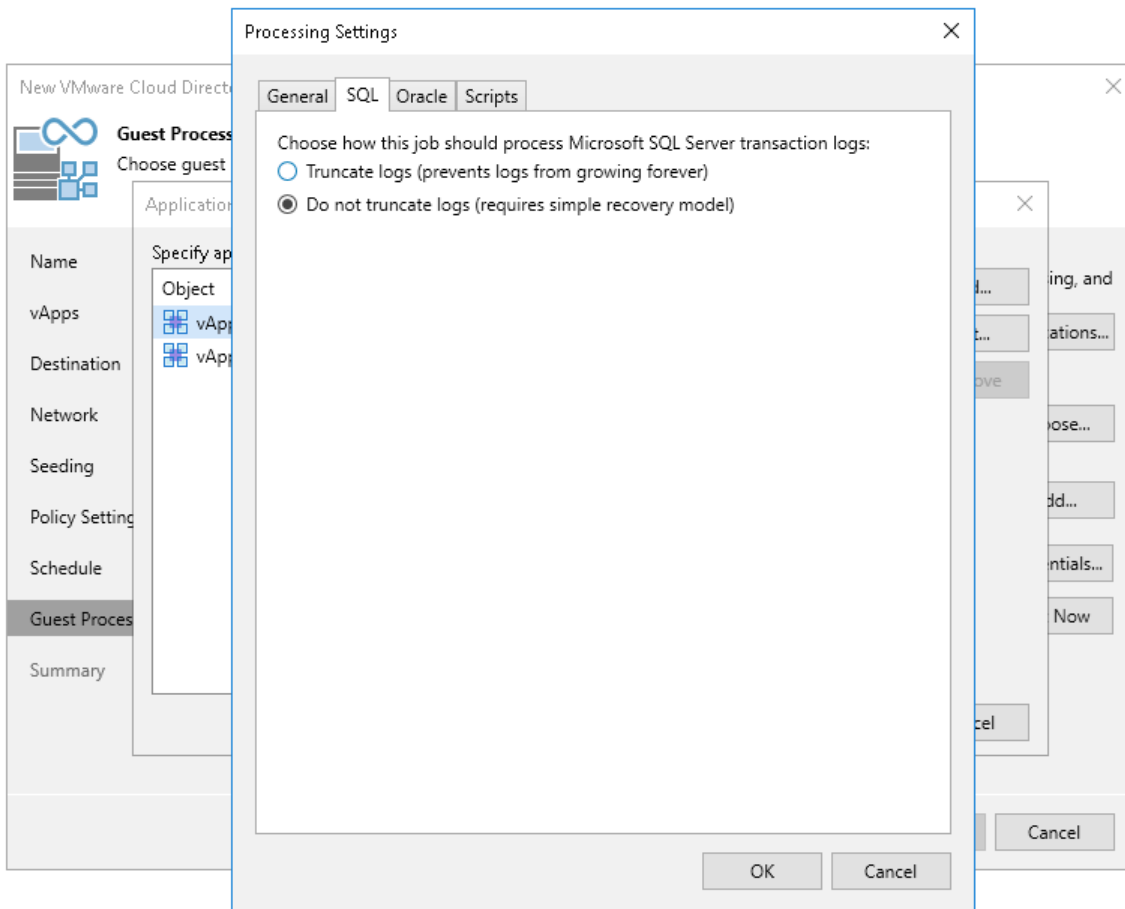 Processing Settings
New VMware Cloud Directo
Guest Process
Choose guest
General
SQL
Oracle
Scripts
Choose how this job should process Microsoft SQL Server transaction logs:
Truncate logs (prevents logs from growing forever)
Do not truncate logs (requires simple recovery model)
Application
Specify ap
Object
vApp
vApp
Name
vApps
Destination
Network
Seeding
Policy Setting
Schedule
Guest Proces
Summary
ing, and
ations...
ove
ose...
dd...
entials...
Now
cel
Cancel
OK
Cancel